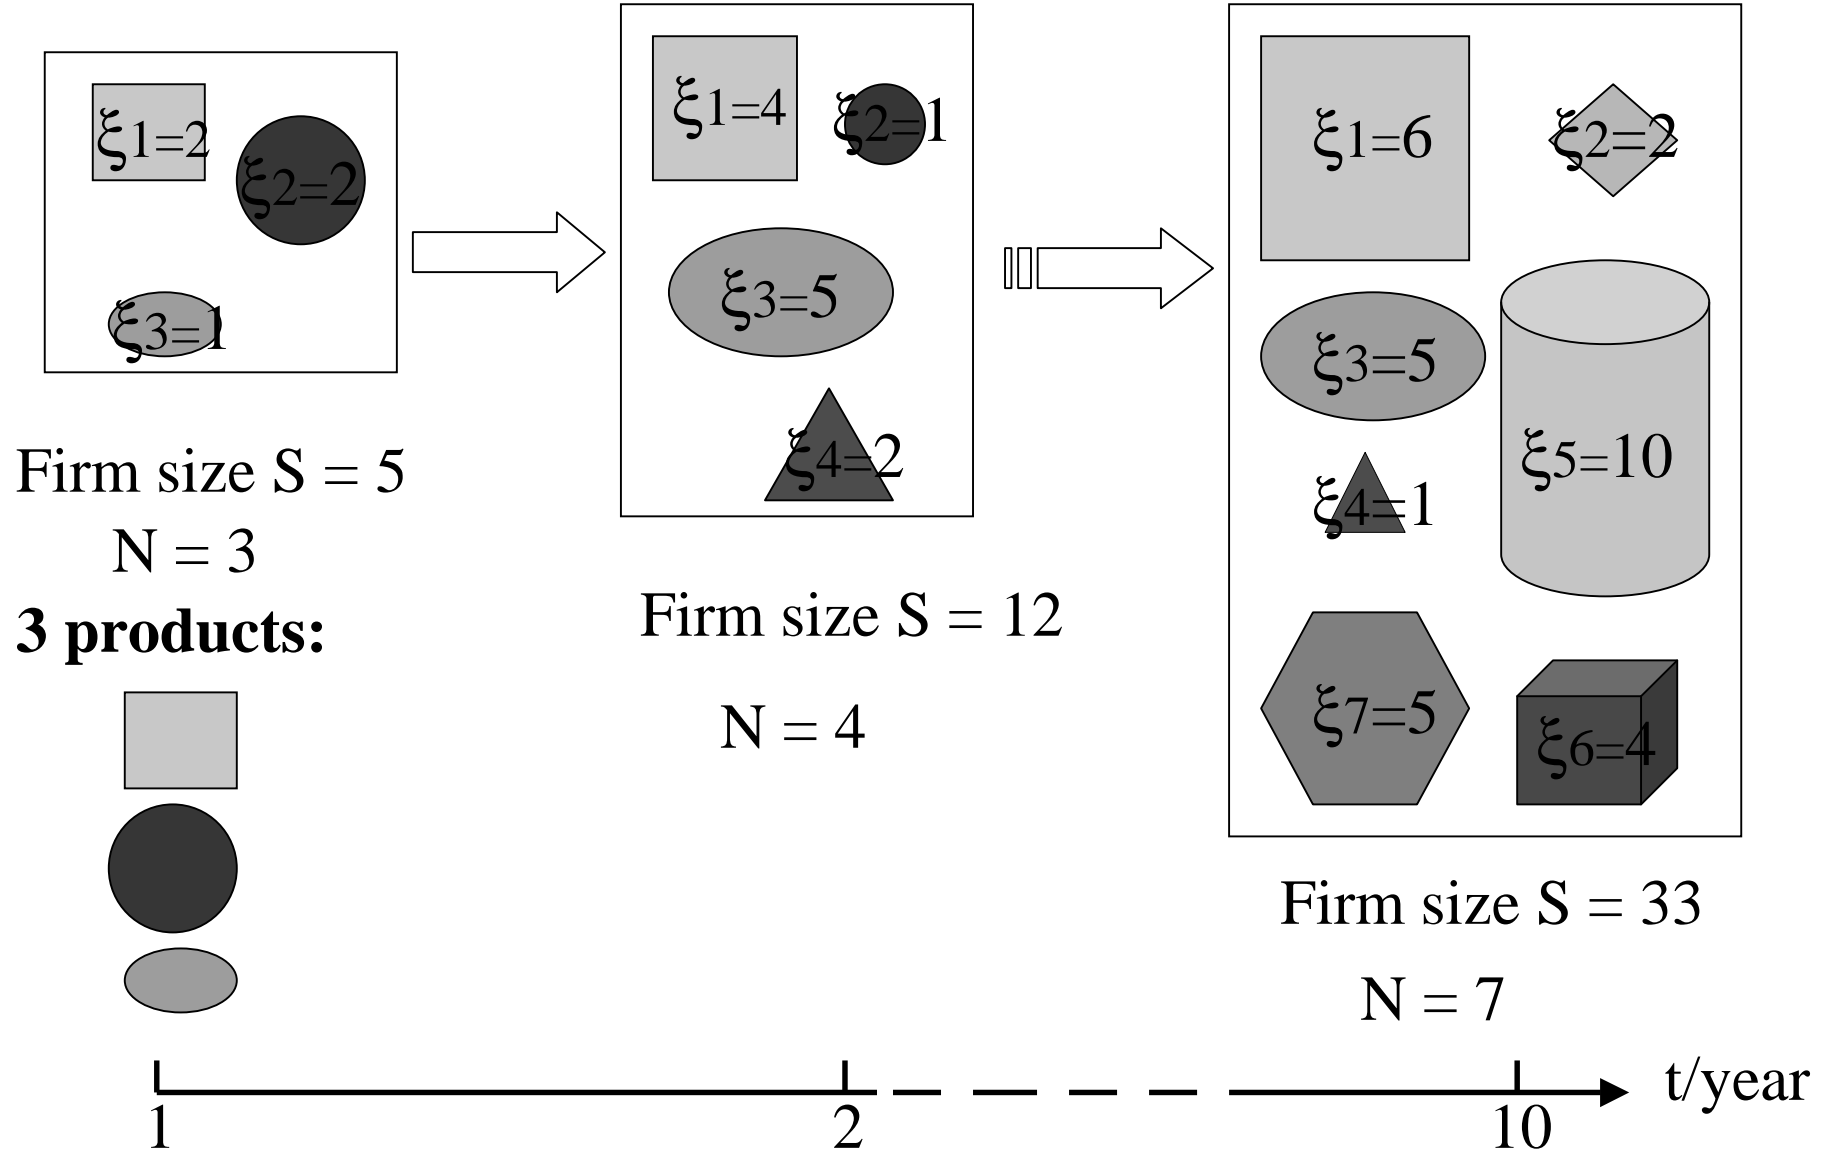 ξ1=2
ξ2=2
ξ3=1
Firm size S = 5
N = 3
3 products:
ξ1=4
ξ2=1
ξ3=5
ξ4=2
Firm size S = 12
N = 4
ξ1=6
ξ2=2
ξ3=5
ξ5=10
ξ4=1
ξ7=5
ξ6=4
Firm size S = 33
N = 7
t/year
1
2
10